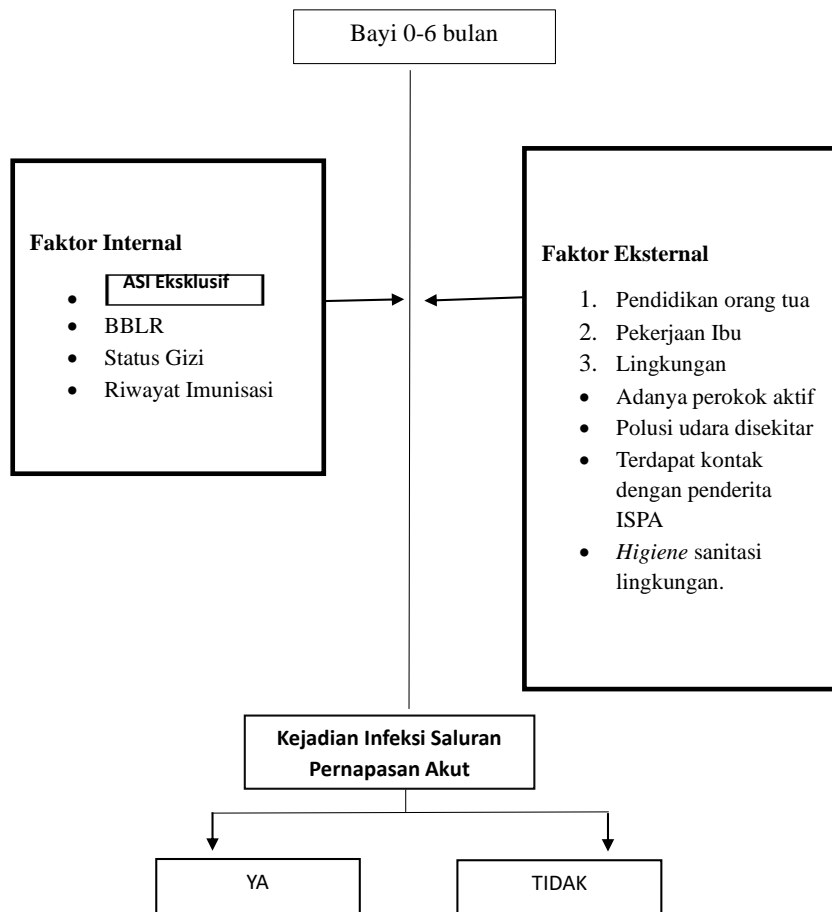 Bayi 0-6 bulan
Faktor Internal
• ASI Eksklusif
• BBLR
• Status Gizi
• Riwayat Imunisasi
Faktor Eksternal
1. Pendidikan orang tua
2. Pekerjaan Ibu
3. Lingkungan
• Adanya perokok aktif
• Polusi udara disekitar
• Terdapat kontak
dengan penderita
ISPA
• Higiene sanitasi
lingkungan.
Kejadian Infeksi Saluran
Pernapasan Akut
YA
TIDAK